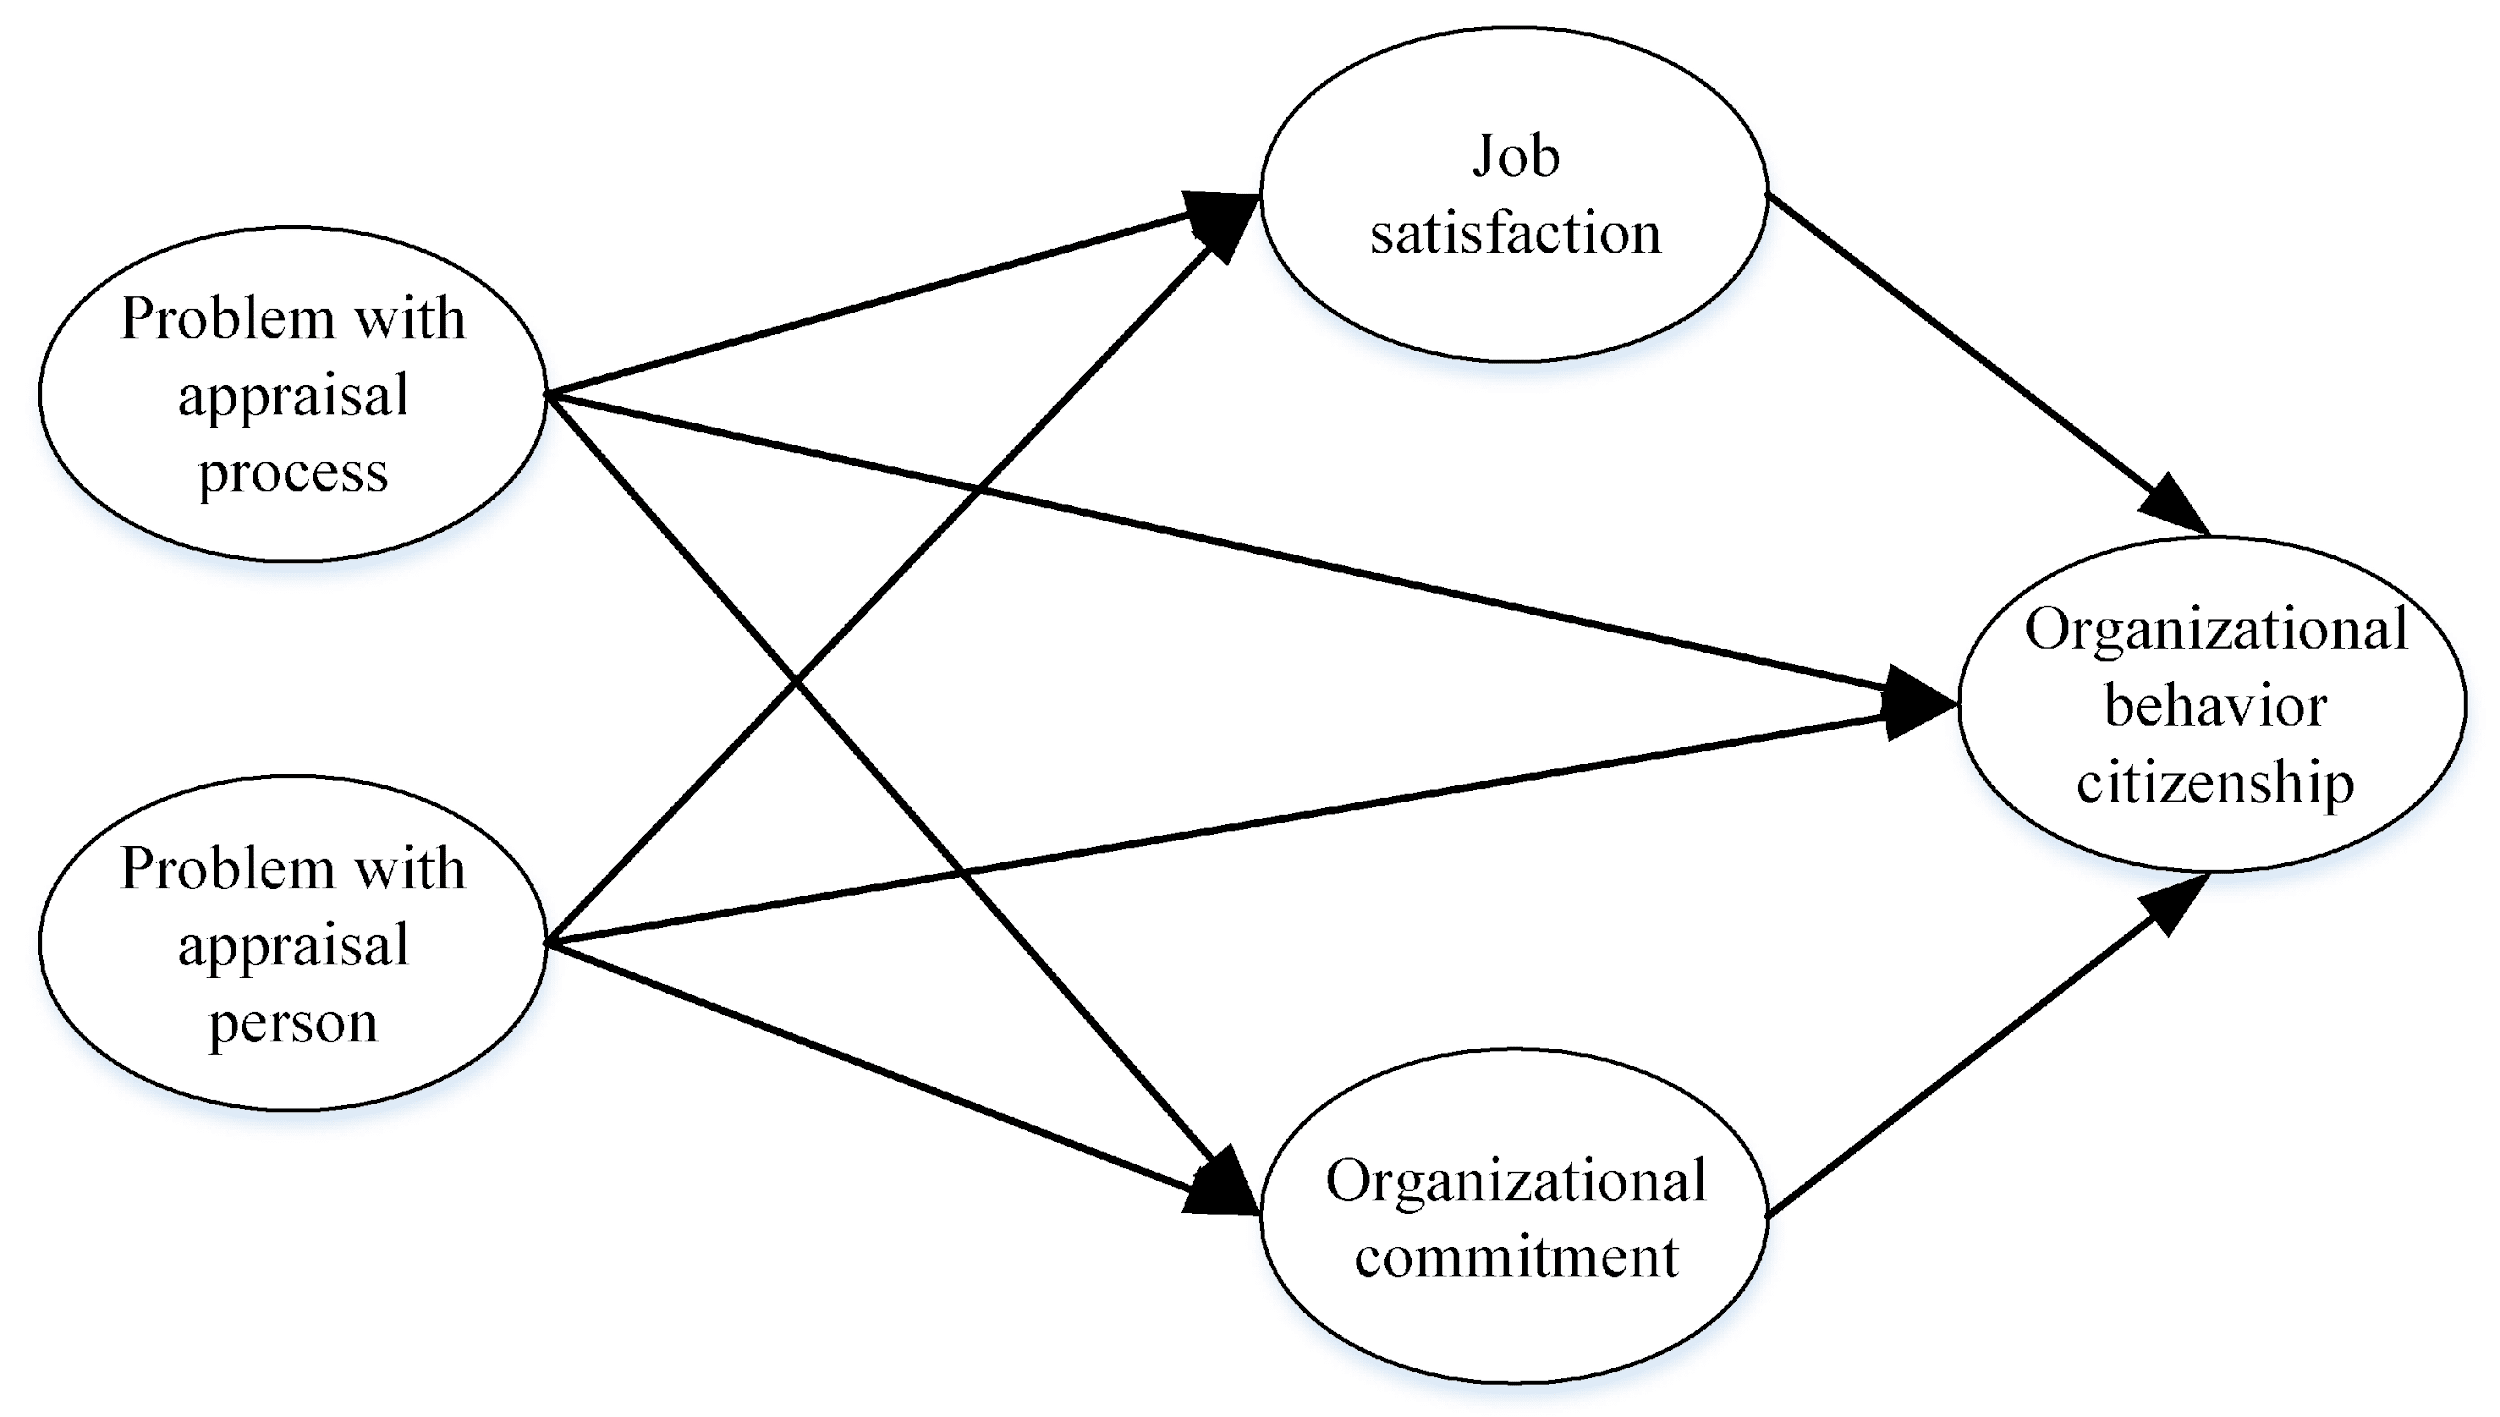 Job
satisfaction
Problem with
appraisal
process
Organizational
behavior
citizenship
Problem with
appraisal
person
Organizational
commitment